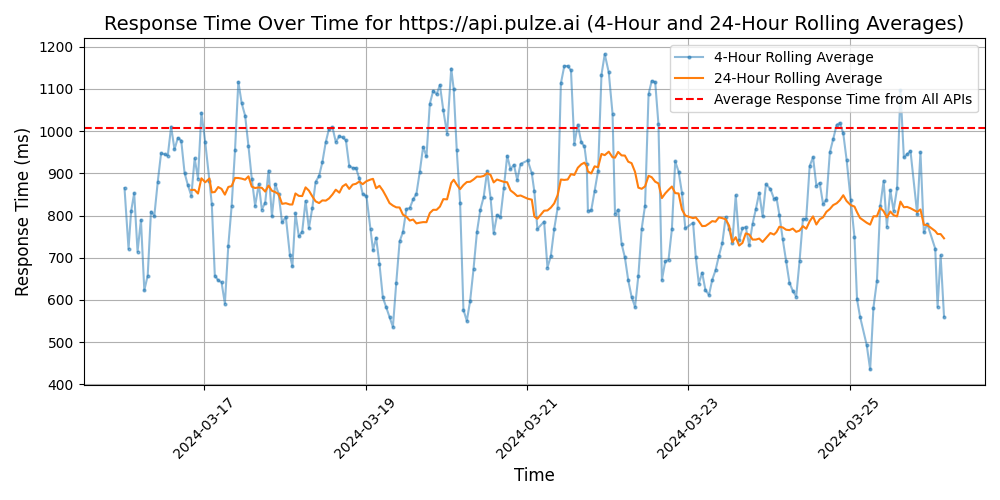 Response Time Over Time for https://api.pulze.ai (4-Hour and 24-Hour Rolling Averages)
4-Hour Rolling Average
24-Hour Rolling Average
Average Response Time from All APIs
Response Time (ms)
1200
1100
1000
900
800
700
600
500
400
2024-03-17
2024-03-19
2024-03-21
2024-03-23
2024-03-25
Time